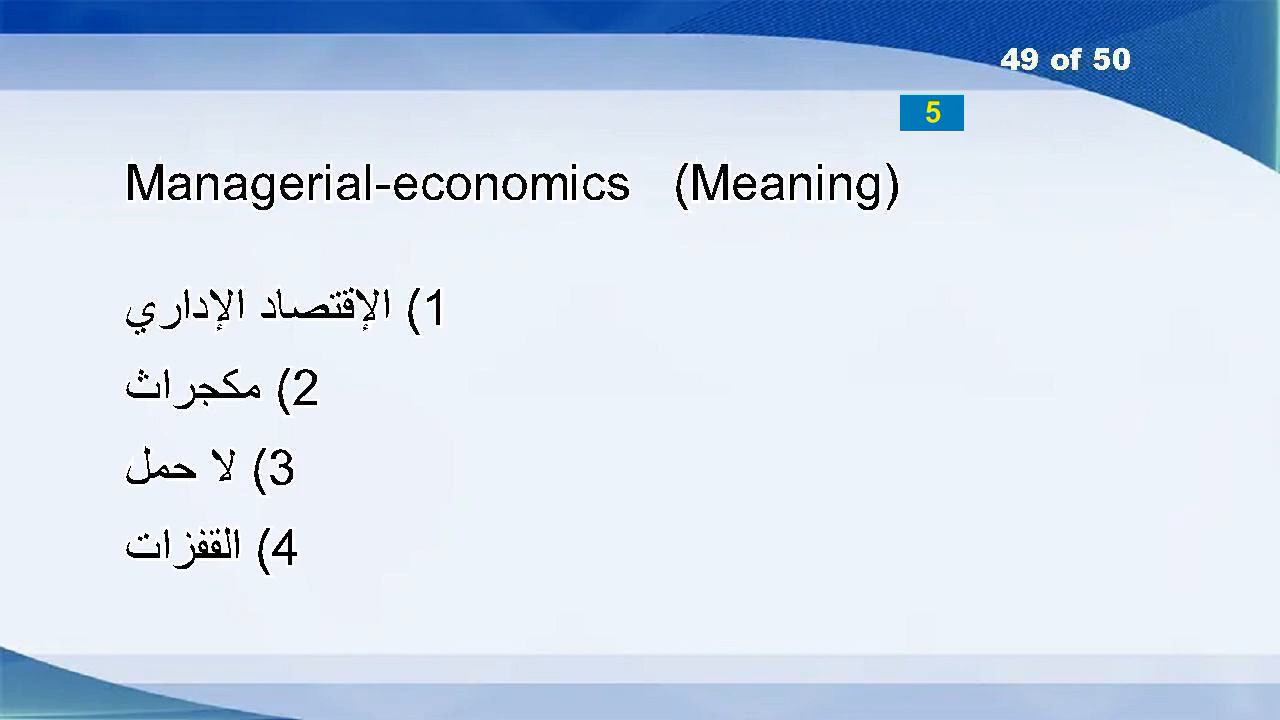 49 of 50
5
Managerial-economics (Meaning)
1) الإقتصاد الإداري
2) مكجراث
3) لا حمل
4) القفزات